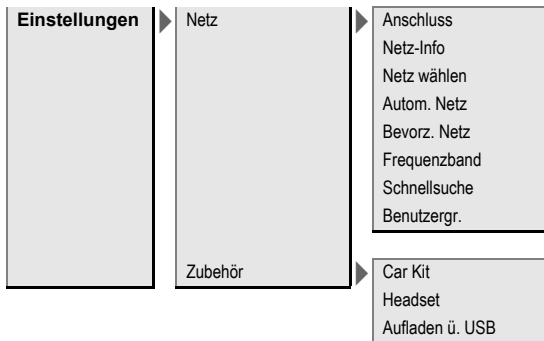 Einstellungen
Netz
Anschluss
Netz-Info
Netz wählen
Autom. Netz
Bevorz. Netz
Frequenzband
Schnellsuche
Benutzergr.
Zubehör
Car Kit
Headset
Aufladen ü. USB